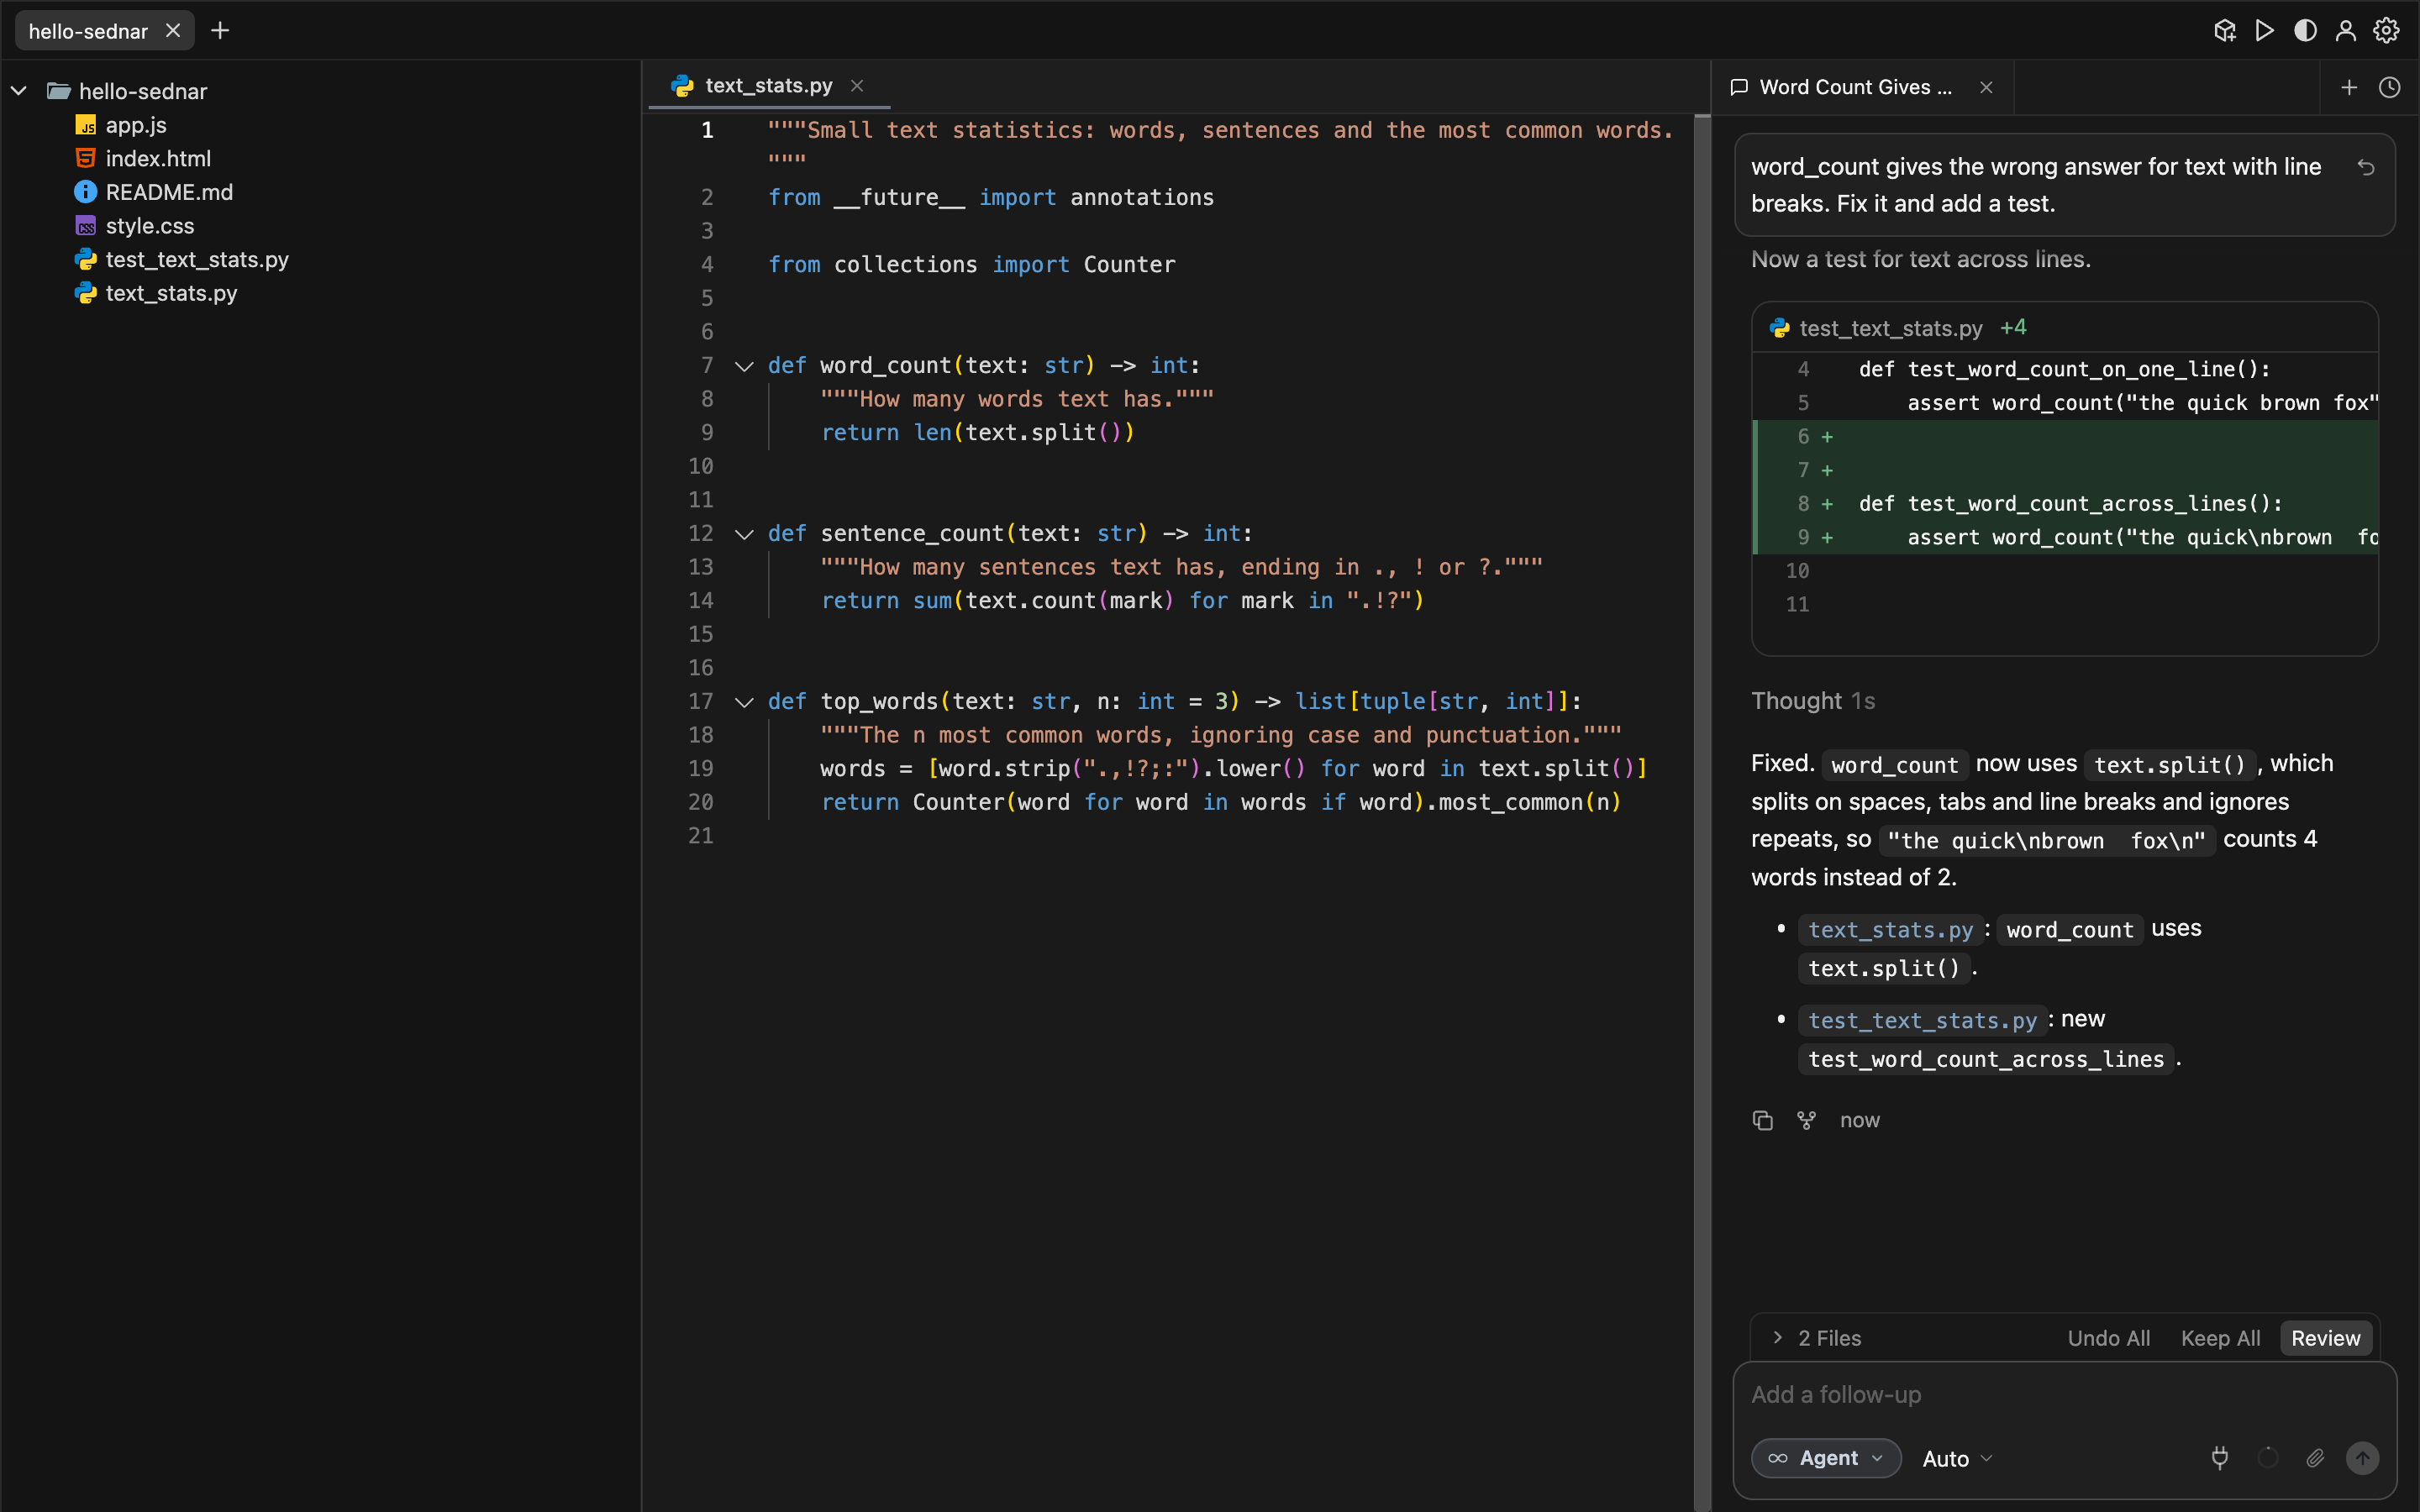 hello-sednar
hello-sednar
app.js
index.html
README.md
style.css
test_text_stats.py
text_stats.py
text_stats.py
1 """Small text statistics: words, sentences and the most common words.
"""
2 from __future__ import annotations
3
4 from collections import Counter
5
6
7 def word_count(text: str) -> int:
8 """How many words text has."""
9 return len(text.split())
10
11
12 def sentence_count(text: str) -> int:
13 """How many sentences text has, ending in ., ! or ?."""
14 return sum(text.count(mark) for mark in ".!?")
15
16
17 def top_words(text: str, n: int = 3) -> list[tuple[str, int]]:
18 """The n most common words, ignoring case and punctuation."""
19 words = [word.strip(".,!?;:").lower() for word in text.split()]
20 return Counter(word for word in words if word).most_common(n)
21
Word Count Gives ...
word_count gives the wrong answer for text with line
breaks. Fix it and add a test.
Now a test for text across lines.
test_text_stats.py +4
4 def test_word_count_on_one_line():
5 assert word_count("the quick brown fox"
6 +
7 +
8 + def test_word_count_across_lines():
9 + assert word_count("the quick\nbrown  fo
10
11
Thought 1s
Fixed. word_count now uses text.split(), which
splits on spaces, tabs and line breaks and ignores
repeats, so "the quick\nbrown  fox\n" counts 4
words instead of 2.
• text_stats.py: word_count uses
text.split().
• test_text_stats.py: new
test_word_count_across_lines.
now
2 Files Undo All Keep All Review
Add a follow-up
Agent Auto